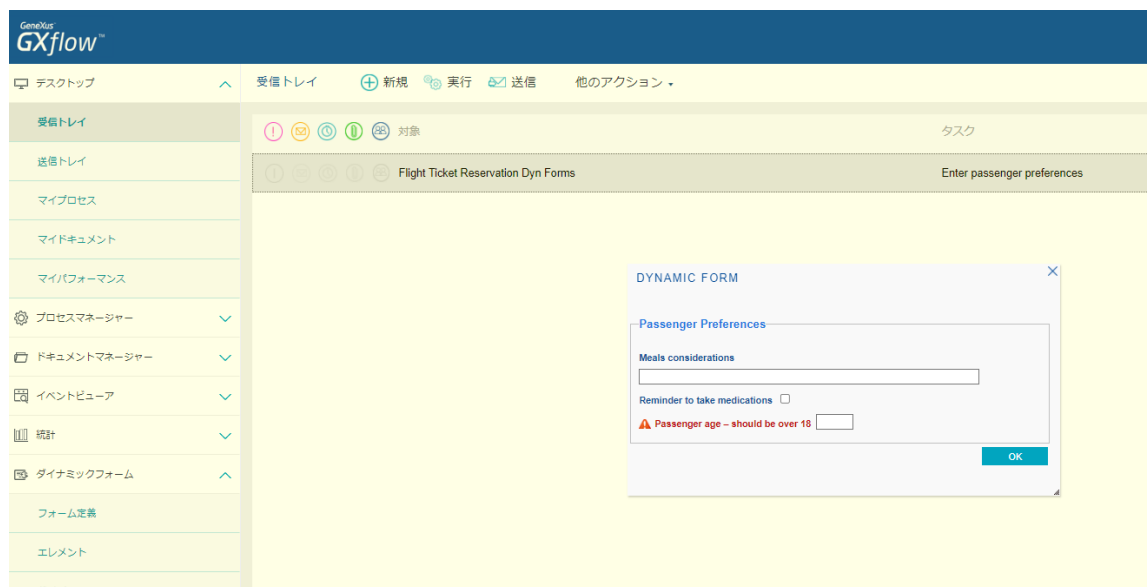 GeneXus
GXflow™
デスクトップ
受信トレイ
送信トレイ
マイプロセス
マイドキュメント
マイパフォーマンス
プロセスマネージャー
ドキュメントマネージャー
イベントビューア
統計
ダイナミックフォーム
フォーム定義
エレメント
受信トレイ 新規 実行 送信 他のアクション
対象 タスク
Flight Ticket Reservation Dyn Forms Enter passenger preferences
DYNAMIC FORM
Passenger Preferences
Meals considerations
Reminder to take medications
Passenger age – should be over 18
OK